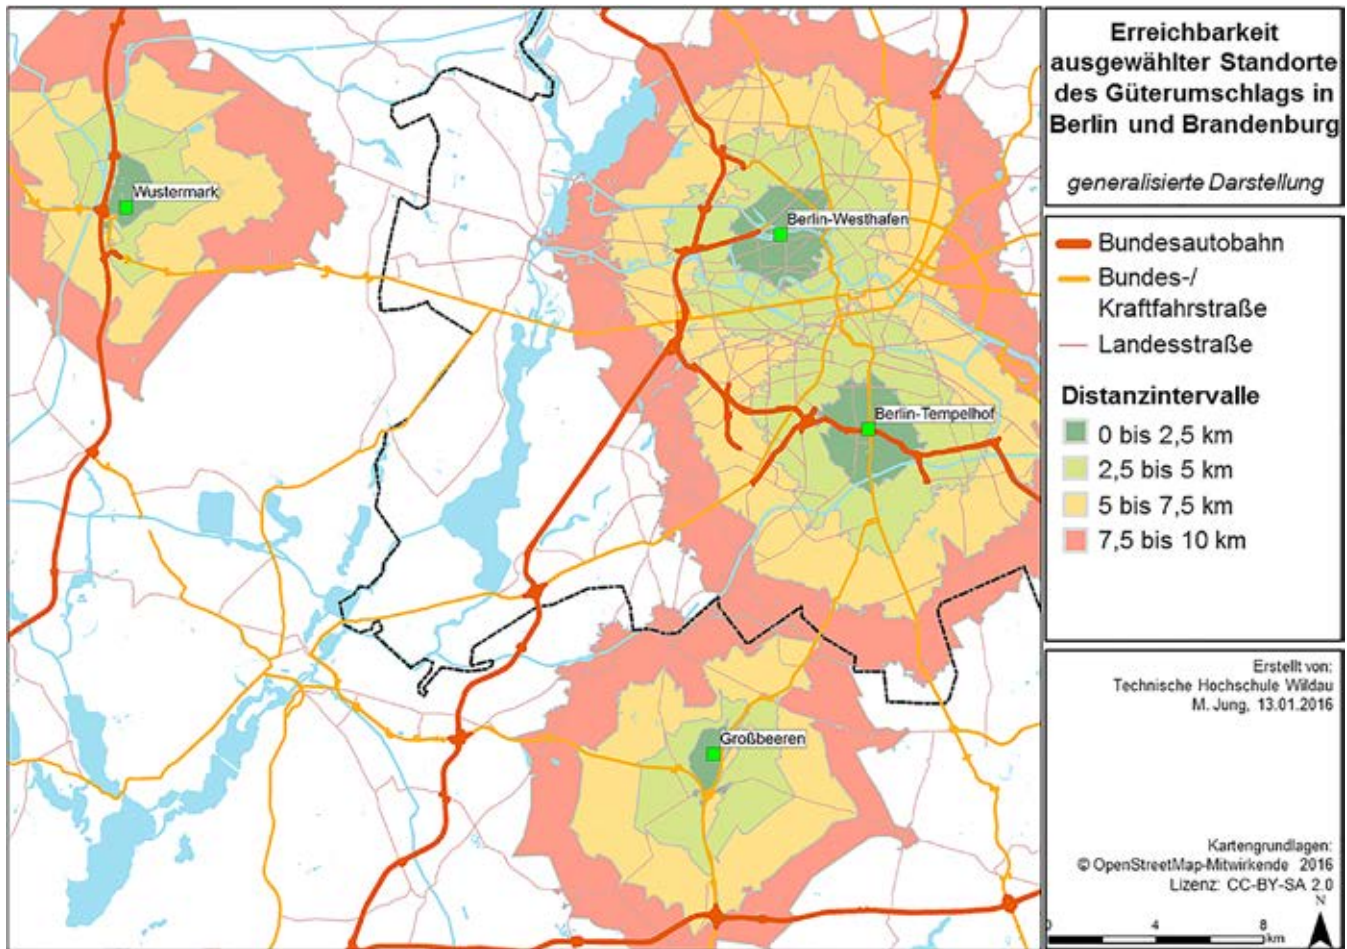 Erreichbarkeit
ausgewählter Standorte
des Güterumschlags in
Berlin und Brandenburg
generalisierte Darstellung
Bundesautobahn
Bundes-/
Kraftfahrstraße
Landesstraße
Distanzintervalle
0 bis 2,5 km
2,5 bis 5 km
5 bis 7,5 km
7,5 bis 10 km
Erstellt von:
Technische Hochschule Wildau
M. Jung, 13.01.2016
Kartengrundlagen:
© OpenStreetMap-Mitwirkende 2016
Lizenz: CC-BY-SA 2.0
N
0 4 8
km
Wustermark
Berlin-Westhafen
Berlin-Tempelhof
Großbeeren